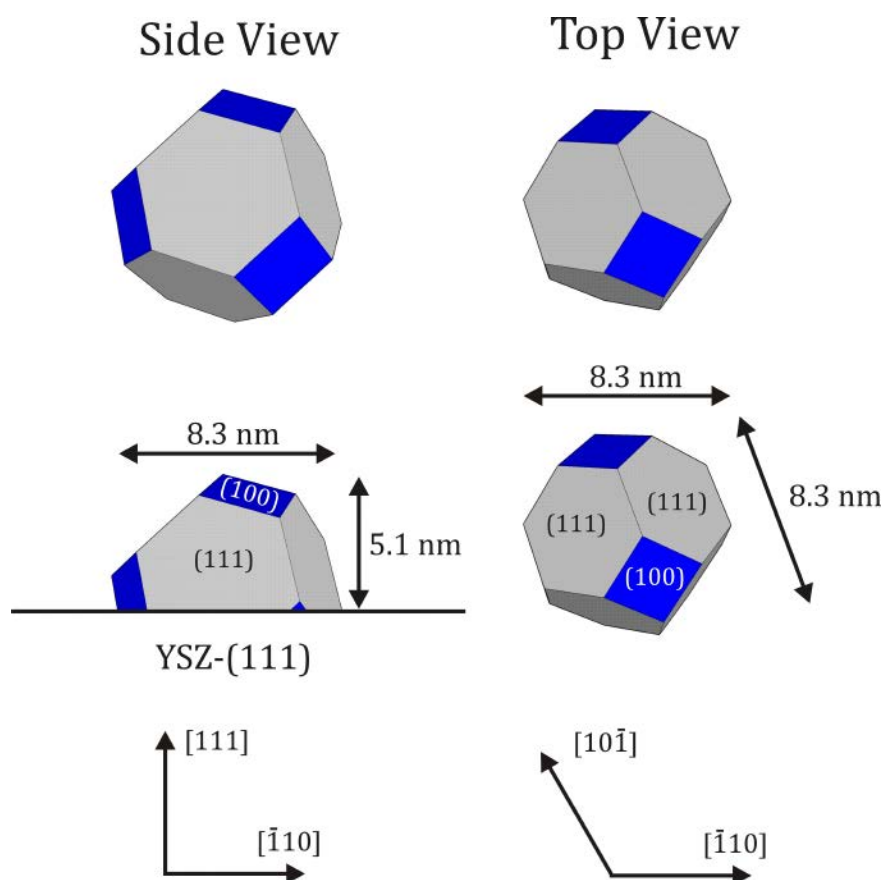 Side View
Top View
8.3 nm
8.3 nm
(100)
(111)
5.1 nm
YSZ-(111)
(111)
(111)
(100)
8.3 nm
[111]
[1̄10]
[101̄]
[1̄10]